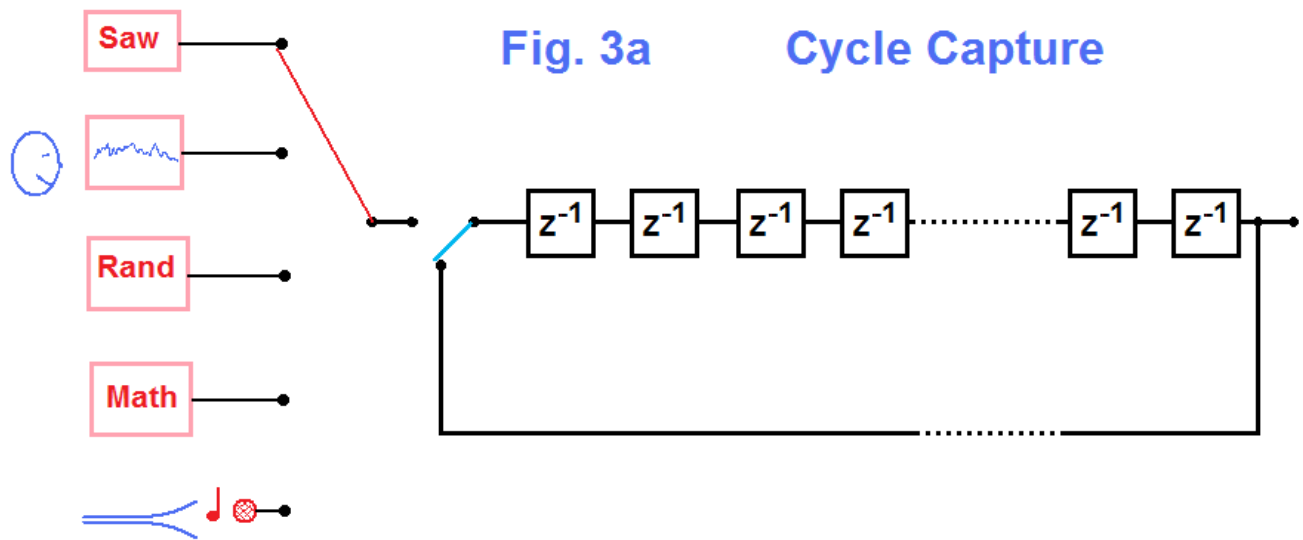 Saw
Fig. 3a Cycle Capture
z⁻¹ z⁻¹ z⁻¹ z⁻¹ z⁻¹ z⁻¹
Rand
Math